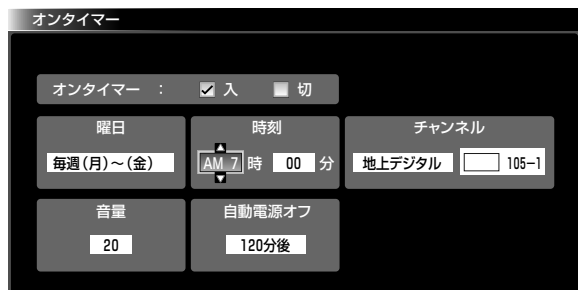 オンタイマー
オンタイマー : 入 切
曜日 時刻 チャンネル
毎週(月)~(金) AM 7 時 00 分 地上デジタル 105-1
音量 自動電源オフ
20 120分後